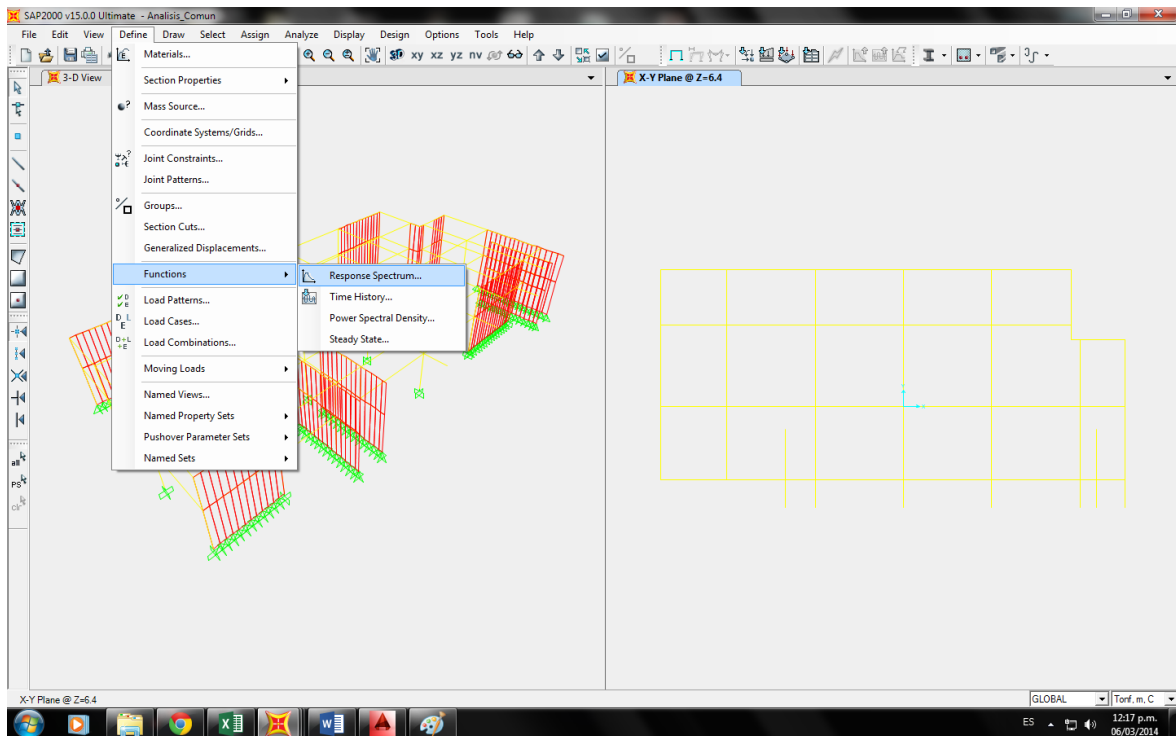 SAP2000 v15.0.0 Ultimate - Analisis_Comun
File Edit View Define Draw Select Assign Analyze Display Design Options Tools Help
xy xz yz nv
3-D View
X-Y Plane @ Z=6.4
Materials...
Section Properties
Mass Source...
Coordinate Systems/Grids...
Joint Constraints...
Joint Patterns...
Groups...
Section Cuts...
Generalized Displacements...
Functions
Response Spectrum...
Time History...
Power Spectral Density...
Steady State...
Load Patterns...
Load Cases...
Load Combinations...
Moving Loads
Named Views...
Named Property Sets
Pushover Parameter Sets
Named Sets
all
PS
clr
X-Y Plane @ Z=6.4
GLOBAL
Tonf, m, C
ES
12:17 p.m.
06/03/2014